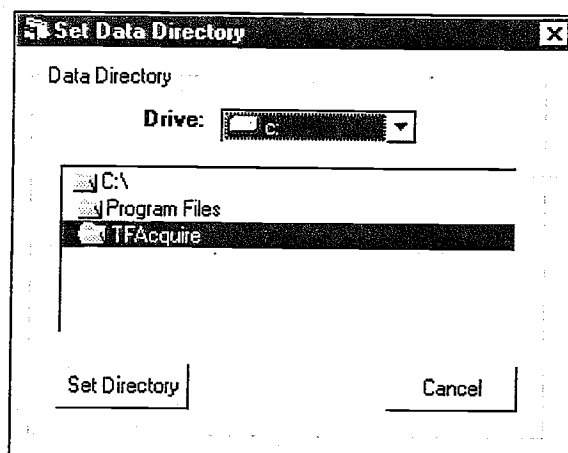 Set Data Directory
Data Directory
Drive: c
C:\
Program Files
TFAcquire
Set Directory Cancel